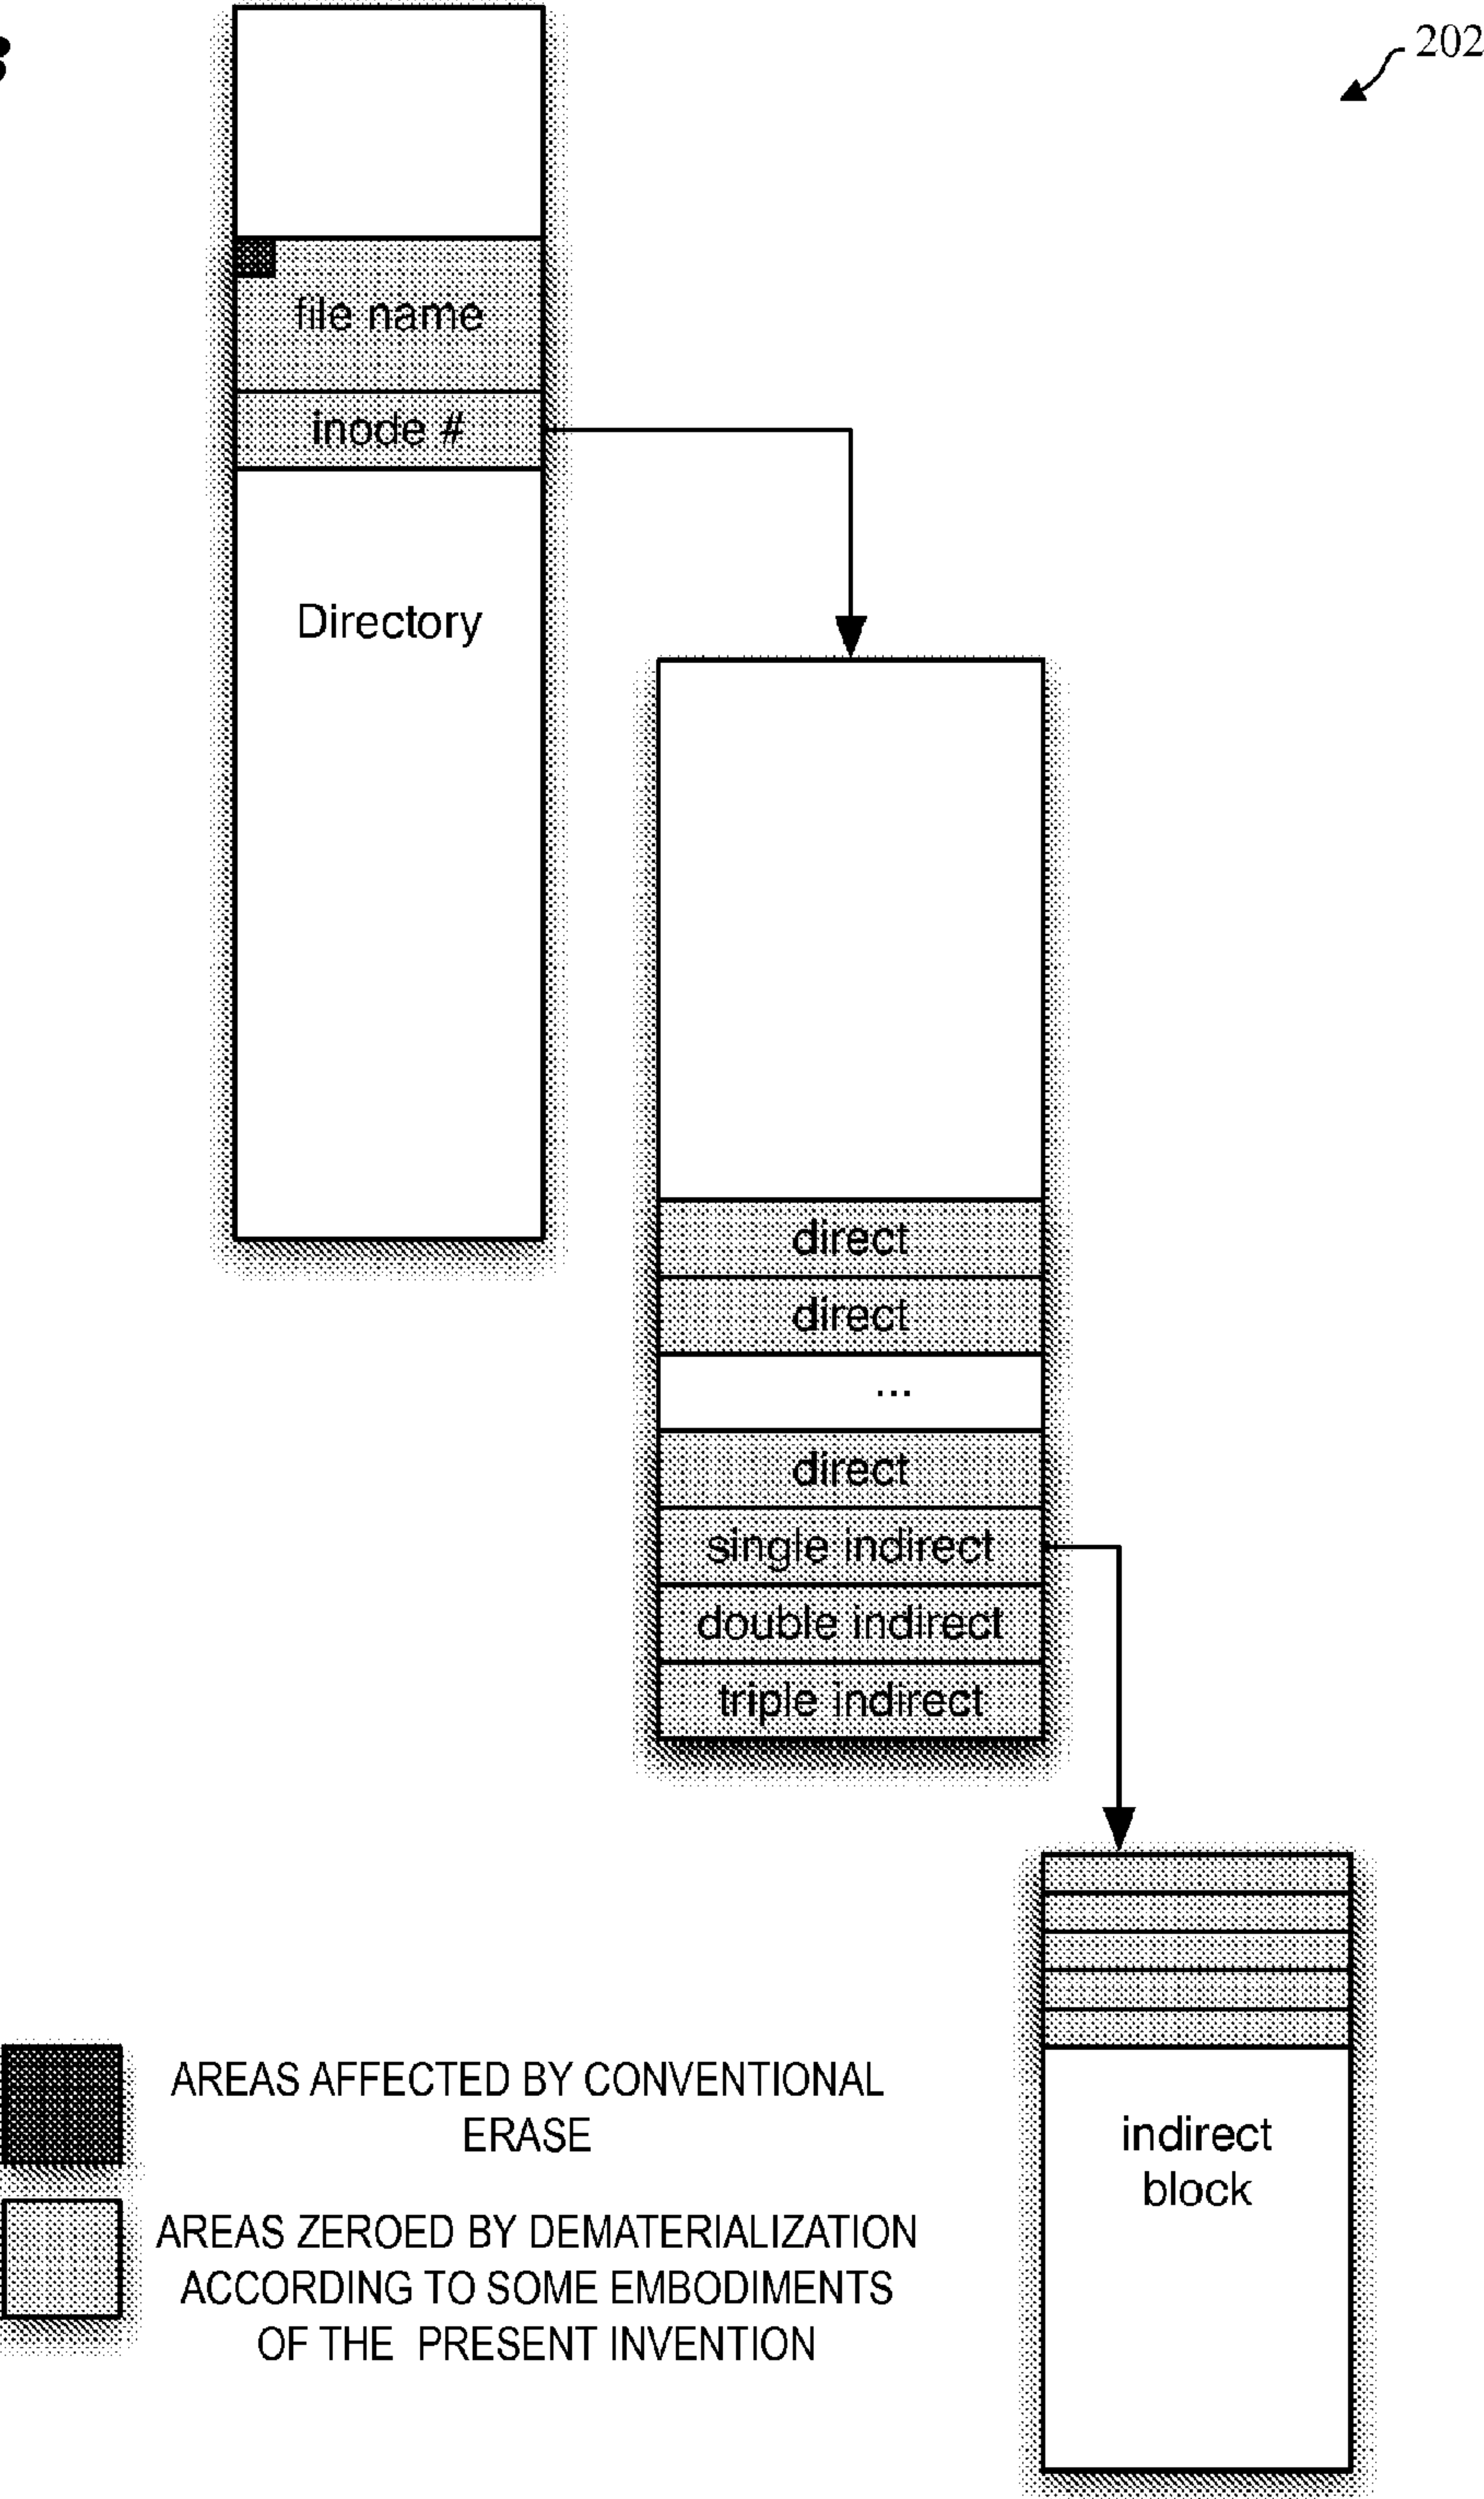 202
file name
inode #
Directory
direct
direct
...
direct
single indirect
double indirect
triple indirect
indirect
block
AREAS AFFECTED BY CONVENTIONAL
ERASE
AREAS ZEROED BY DEMATERIALIZATION
ACCORDING TO SOME EMBODIMENTS
OF THE PRESENT INVENTION